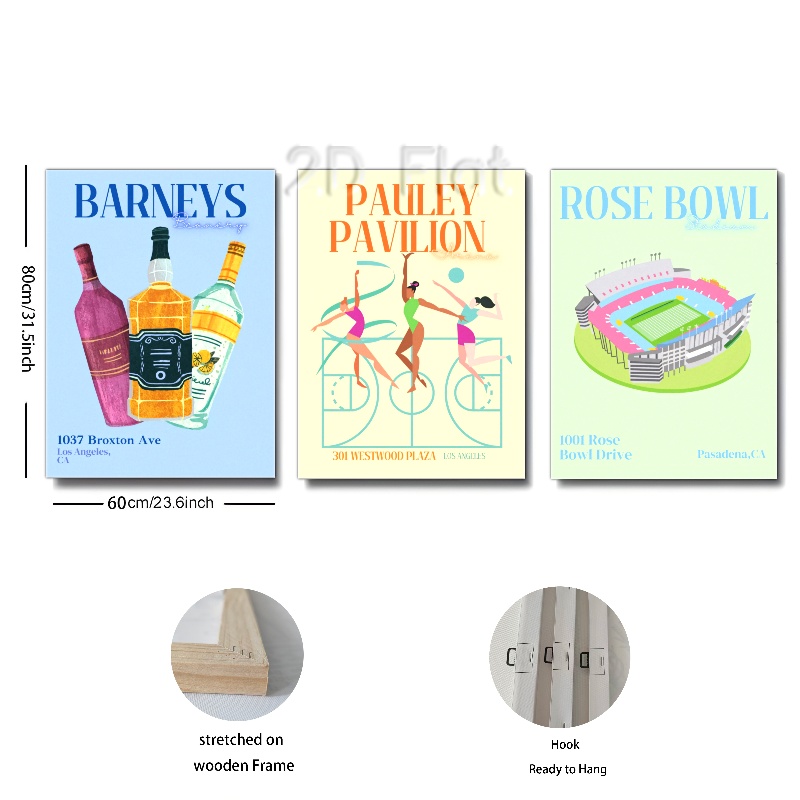 2D Flat
BARNEYS
Beanery
PAULEY
PAVILION
ROSE BOWL
Stadium
80cm/31.5inch
1037 Broxton Ave
Los Angeles,
CA
301 WESTWOOD PLAZA LOS ANGELES
1001 Rose
Bowl Drive
Pasadena,CA
60cm/23.6inch
stretched on
wooden Frame
Hook
Ready to Hang